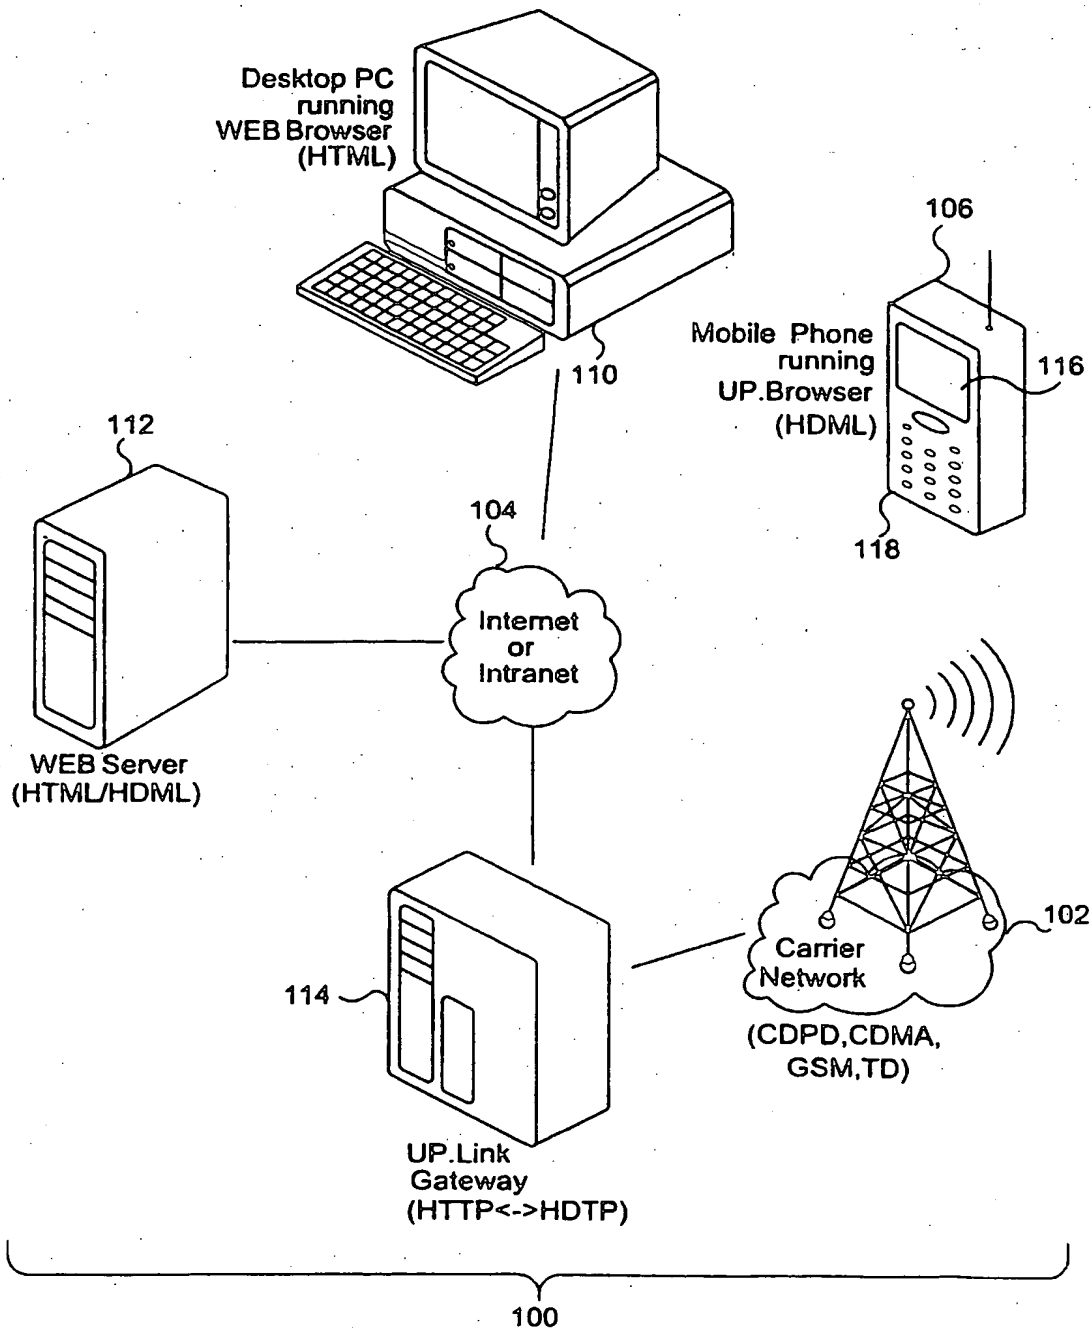 Desktop PC
running
WEB Browser
(HTML)
110
106
Mobile Phone
running
UP.Browser
(HDML)
116
118
112
WEB Server
(HTML/HDML)
104
Internet
or
Intranet
102
Carrier
Network
(CDPD,CDMA,
GSM,TD)
114
UP.Link
Gateway
(HTTP<->HDTP)
100